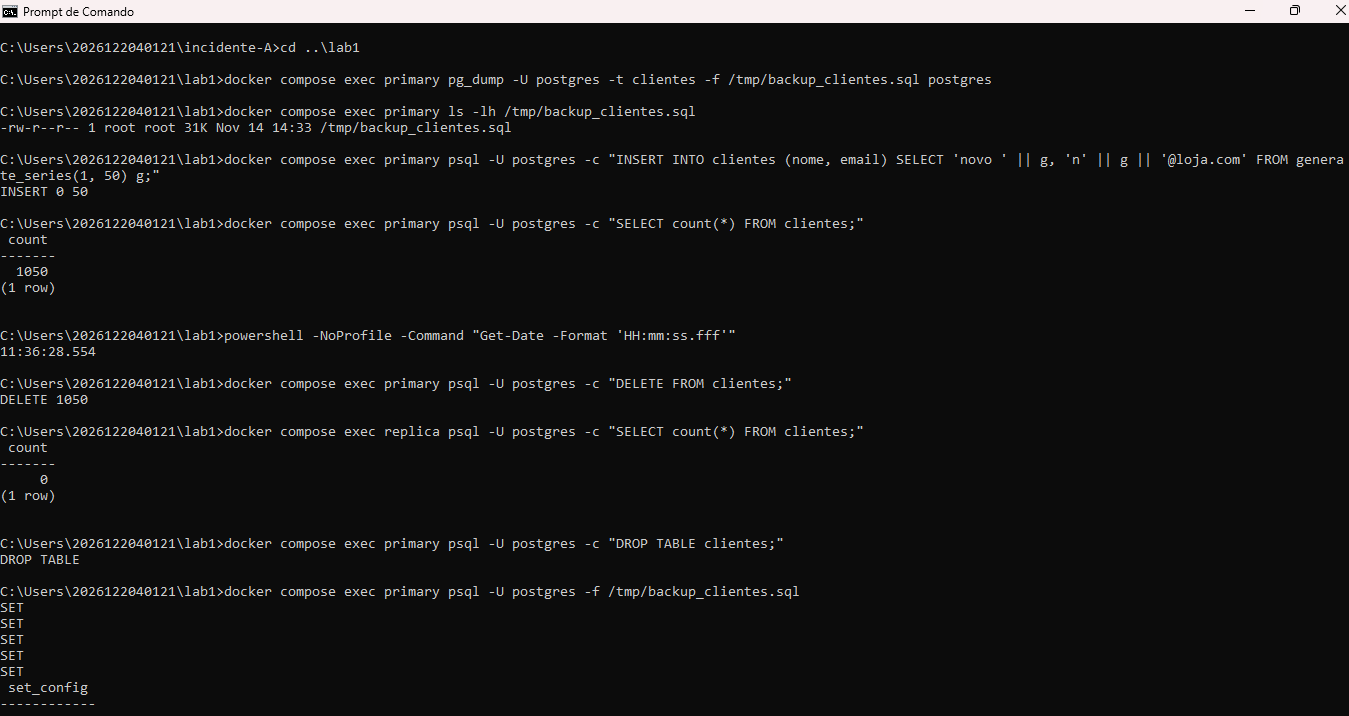 Prompt de Comando
C:\Users\2026122040121\incidente-A>cd ..\lab1
C:\Users\2026122040121\lab1>docker compose exec primary pg_dump -U postgres -t clientes -f /tmp/backup_clientes.sql postgres
C:\Users\2026122040121\lab1>docker compose exec primary ls -lh /tmp/backup_clientes.sql
-rw-r--r-- 1 root root 31K Nov 14 14:33 /tmp/backup_clientes.sql
C:\Users\2026122040121\lab1>docker compose exec primary psql -U postgres -c "INSERT INTO clientes (nome, email) SELECT 'novo ' || g, 'n' || g || '@loja.com' FROM genera
te_series(1, 50) g;"
INSERT 0 50
C:\Users\2026122040121\lab1>docker compose exec primary psql -U postgres -c "SELECT count(*) FROM clientes;"
 count
-------
  1050
(1 row)
C:\Users\2026122040121\lab1>powershell -NoProfile -Command "Get-Date -Format 'HH:mm:ss.fff'"
11:36:28.554
C:\Users\2026122040121\lab1>docker compose exec primary psql -U postgres -c "DELETE FROM clientes;"
DELETE 1050
C:\Users\2026122040121\lab1>docker compose exec replica psql -U postgres -c "SELECT count(*) FROM clientes;"
 count
-------
     0
(1 row)
C:\Users\2026122040121\lab1>docker compose exec primary psql -U postgres -c "DROP TABLE clientes;"
DROP TABLE
C:\Users\2026122040121\lab1>docker compose exec primary psql -U postgres -f /tmp/backup_clientes.sql
SET
SET
SET
SET
SET
 set_config
------------